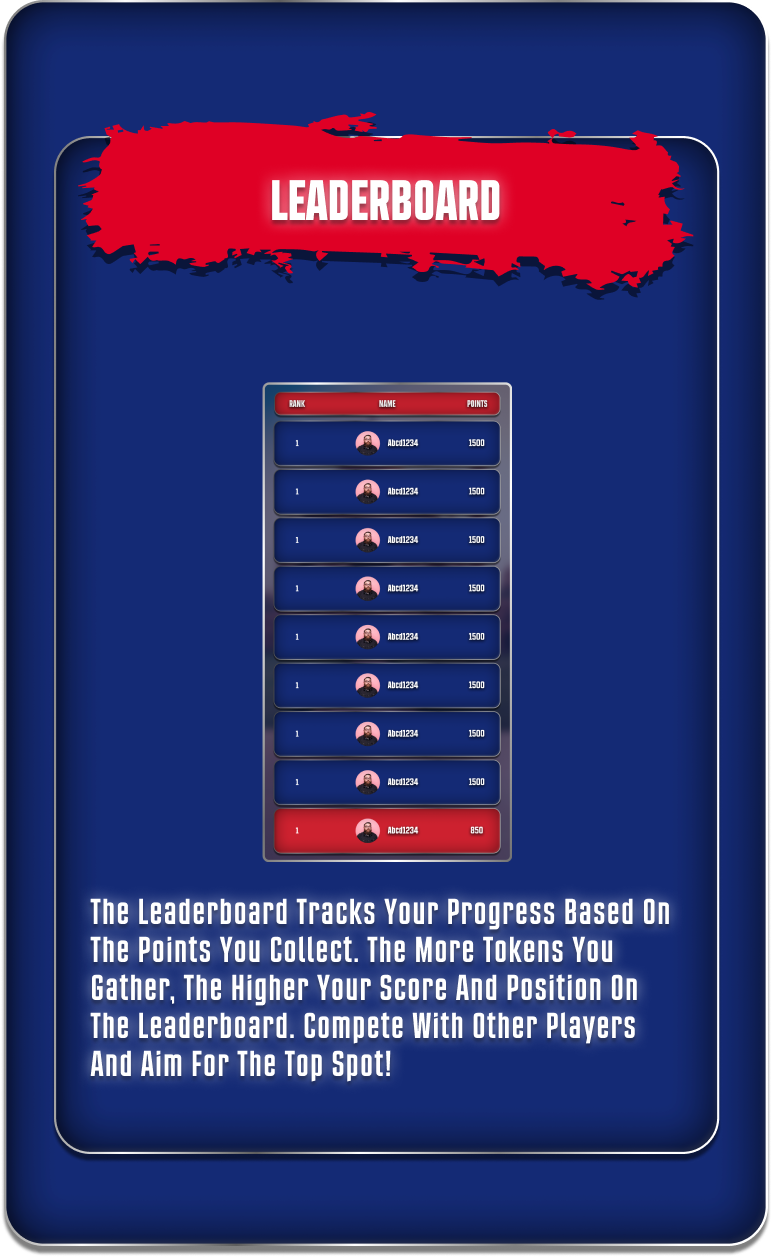 LEADERBOARD
RANK NAME POINTS
1 Abcd1234 1500
1 Abcd1234 1500
1 Abcd1234 1500
1 Abcd1234 1500
1 Abcd1234 1500
1 Abcd1234 1500
1 Abcd1234 1500
1 Abcd1234 1500
1 Abcd1234 850
The Leaderboard Tracks Your Progress Based On
The Points You Collect. The More Tokens You
Gather, The Higher Your Score And Position On
The Leaderboard. Compete With Other Players
And Aim For The Top Spot!